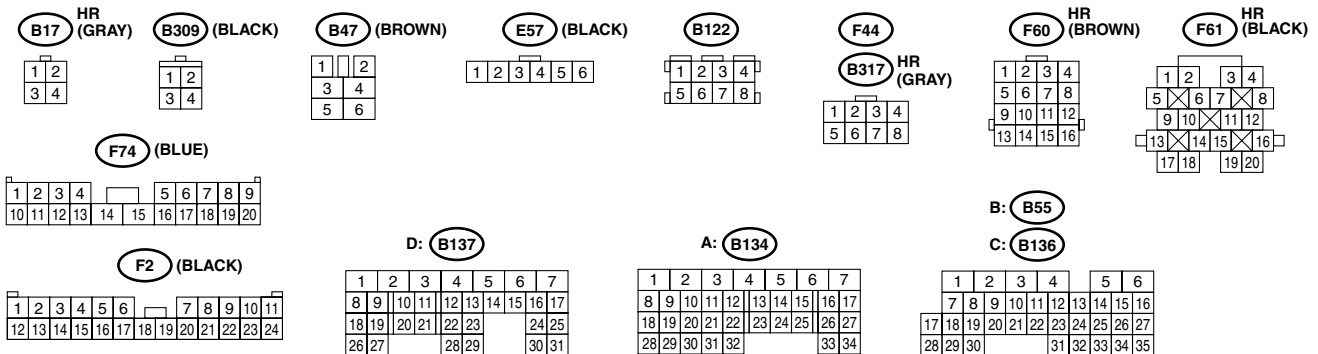 B17 HR (GRAY)
1 2
3 4
B309 (BLACK)
1 2
3 4
B47 (BROWN)
1 2
3 4
5 6
E57 (BLACK)
1 2 3 4 5 6
B122
1 2 3 4
5 6 7 8
F44
B317 HR (GRAY)
1 2 3 4
5 6 7 8
F60 HR (BROWN)
1 2 3 4
5 6 7 8
9 10 11 12
13 14 15 16
F61 HR (BLACK)
1 2 3 4
5 6 7 8
9 10 11 12
13 14 15 16
17 18 19 20
F74 (BLUE)
1 2 3 4 5 6 7 8 9
10 11 12 13 14 15 16 17 18 19 20
F2 (BLACK)
1 2 3 4 5 6 7 8 9 10 11
12 13 14 15 16 17 18 19 20 21 22 23 24
D: B137
1 2 3 4 5 6 7
8 9 10 11 12 13 14 15 16 17
18 19 20 21 22 23 24 25
26 27 28 29 30 31
A: B134
1 2 3 4 5 6 7
8 9 10 11 12 13 14 15 16 17
18 19 20 21 22 23 24 25 26 27
28 29 30 31 32 33 34
B: B55
C: B136
1 2 3 4 5 6
7 8 9 10 11 12 13 14 15 16
17 18 19 20 21 22 23 24 25 26 27
28 29 30 31 32 33 34 35